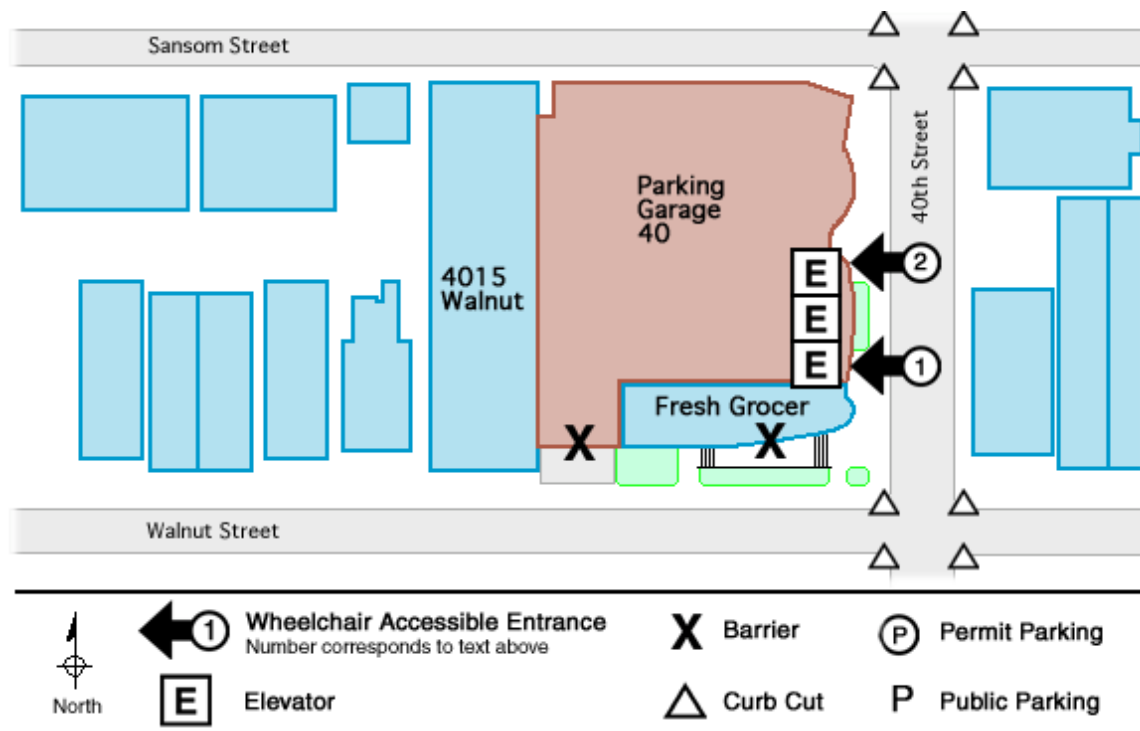 Sansom Street
40th Street
Parking
Garage
40
2
E
4015
Walnut
E
E
1
Fresh Grocer
X
X
Walnut Street
1
Wheelchair Accessible Entrance
Number corresponds to text above
X
Barrier
P
Permit Parking
North
E
Elevator
Curb Cut
P
Public Parking